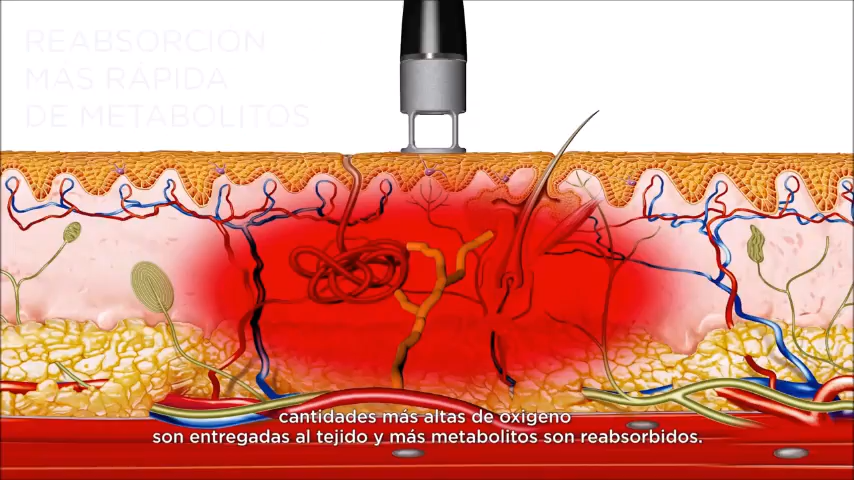 REABSORCIÓN
MÁS RÁPIDA
DE METABOLITOS
cantidades más altas de oxígeno
son entregadas al tejido y más metabolitos son reabsorbidos.